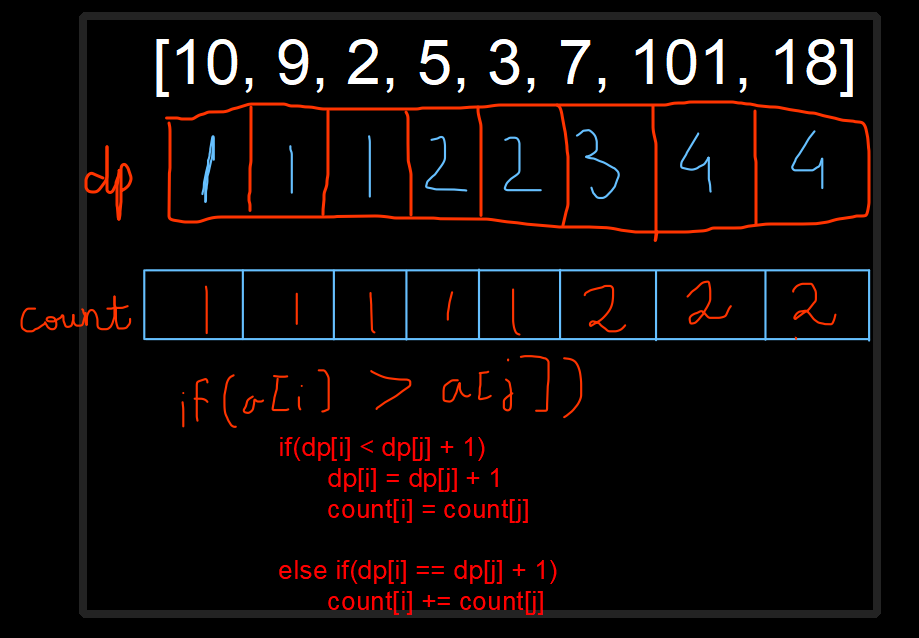 [10, 9, 2, 5, 3, 7, 101, 18]
dp 1 1 1 2 2 3 4 4
count 1 1 1 1 1 2 2 2
if(a[i] > a[j])
if(dp[i] < dp[j] + 1)
dp[i] = dp[j] + 1
count[i] = count[j]
else if(dp[i] == dp[j] + 1)
count[i] += count[j]